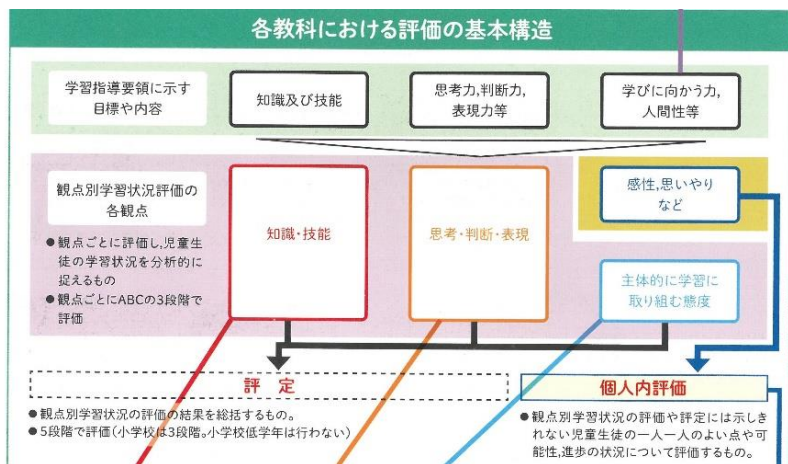 各教科における評価の基本構造
学習指導要領に示す
目標や内容
知識及び技能
思考力,判断力,
表現力等
学びに向かう力,
人間性等
観点別学習状況評価の
各観点
●観点ごとに評価し,児童生
徒の学習状況を分析的に
捉えるもの
●観点ごとにABCの3段階で
評価
知識・技能
思考・判断・表現
感性,思いやり
など
主体的に学習に
取り組む態度
評 定
●観点別学習状況の評価の結果を総括するもの。
●5段階で評価(小学校は3段階。小学校低学年は行わない)
個人内評価
●観点別学習状況の評価や評定には示しき
れない児童生徒の一人一人のよい点や可
能性,進歩の状況について評価するもの。